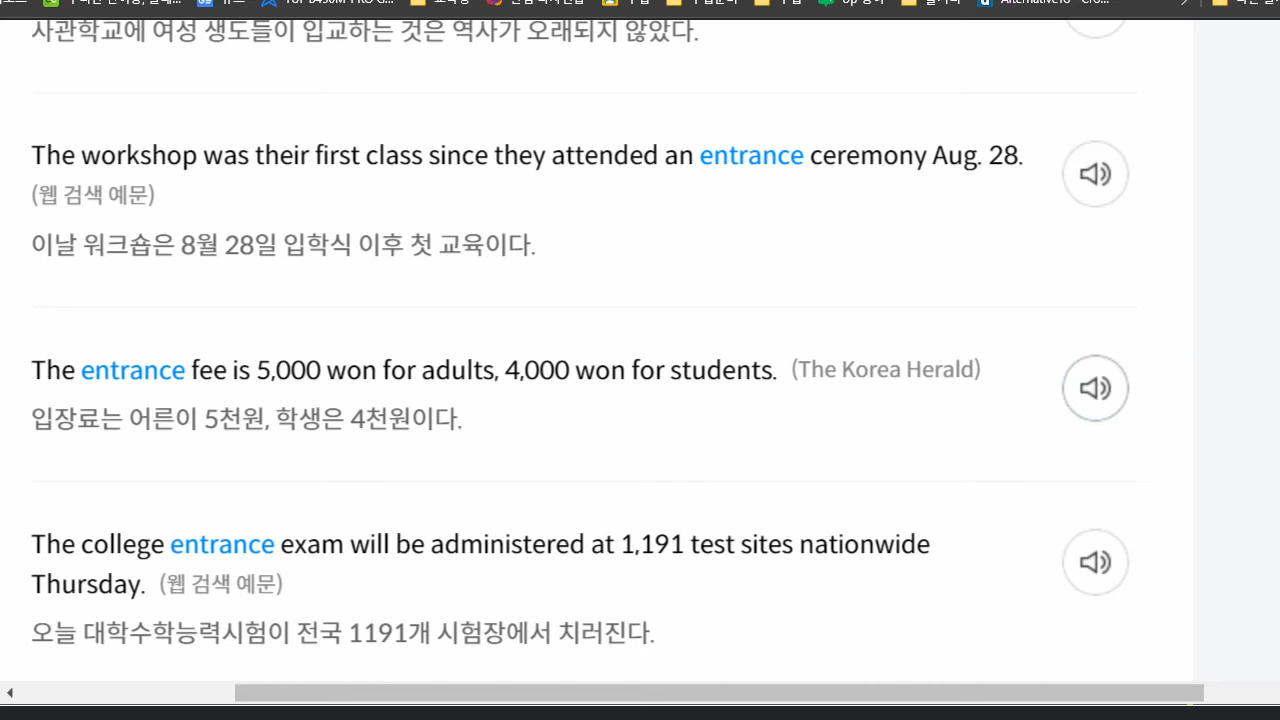 사관학교에 여성 생도들이 입교하는 것은 역사가 오래되지 않았다.
The workshop was their first class since they attended an entrance ceremony Aug. 28.
(웹 검색 예문)
이날 워크숍은 8월 28일 입학식 이후 첫 교육이다.
The entrance fee is 5,000 won for adults, 4,000 won for students. (The Korea Herald)
입장료는 어른이 5천원, 학생은 4천원이다.
The college entrance exam will be administered at 1,191 test sites nationwide
Thursday. (웹 검색 예문)
오늘 대학수학능력시험이 전국 1191개 시험장에서 치러진다.